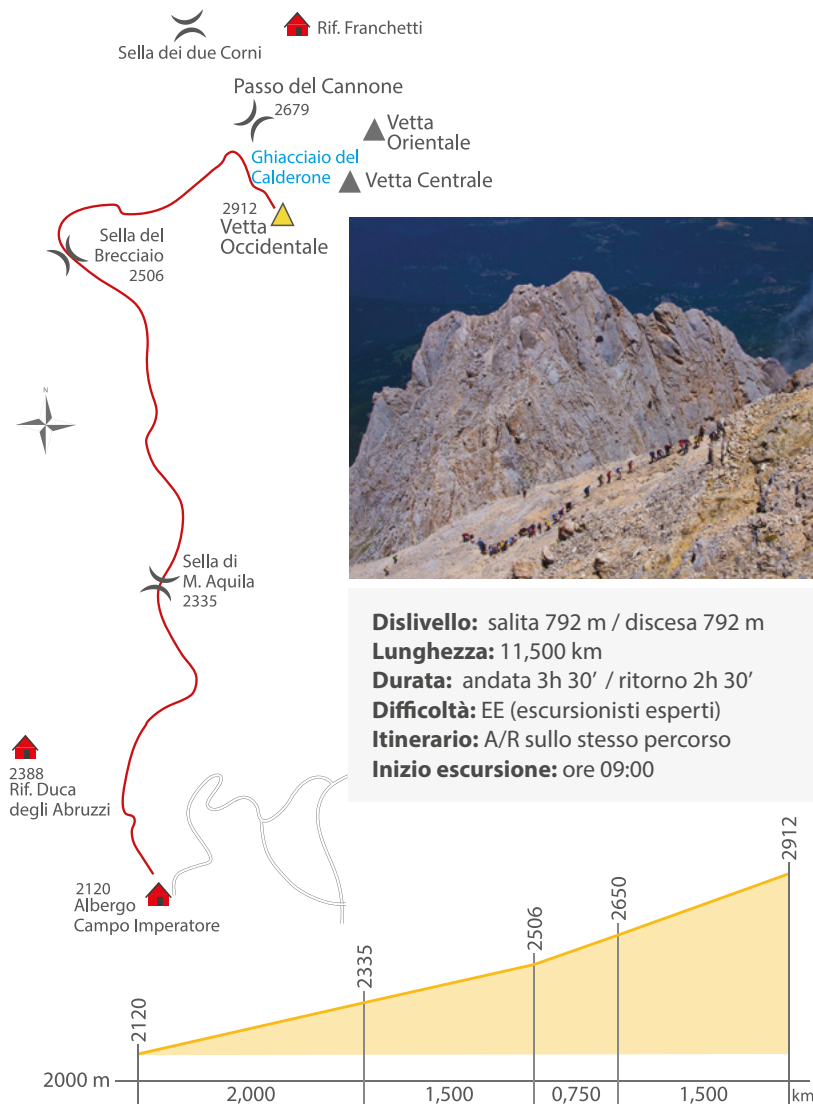 Sella dei due Corni
Rif. Franchetti
Passo del Cannone
2679
Vetta
Orientale
Ghiacciaio del
Calderone
Vetta Centrale
2912
Vetta
Occidentale
Sella del
Brecciaio
2506
N
Sella di
M. Aquila
2335
2388
Rif. Duca
degli Abruzzi
2120
Albergo
Campo Imperatore
Dislivello: salita 792 m / discesa 792 m
Lunghezza: 11,500 km
Durata: andata 3h 30’ / ritorno 2h 30’
Difficoltà: EE (escursionisti esperti)
Itinerario: A/R sullo stesso percorso
Inizio escursione: ore 09:00
2120
2335
2506
2650
2912
2000 m
2,000
1,500
0,750
1,500
km